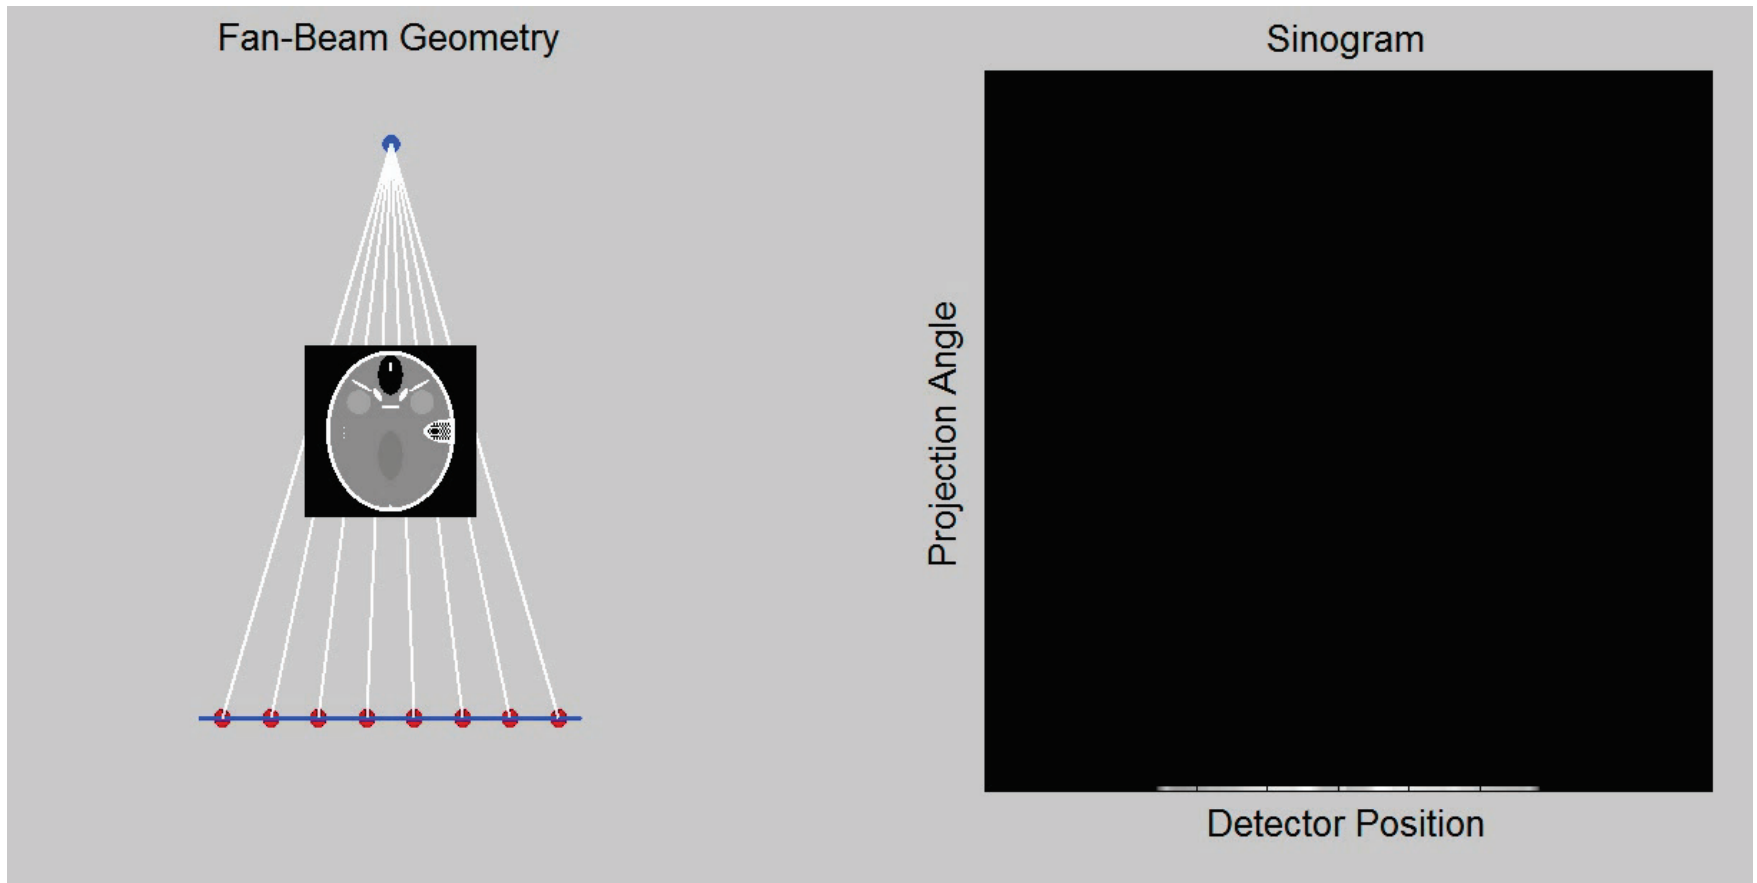 Fan-Beam Geometry
Sinogram
Projection Angle
Detector Position